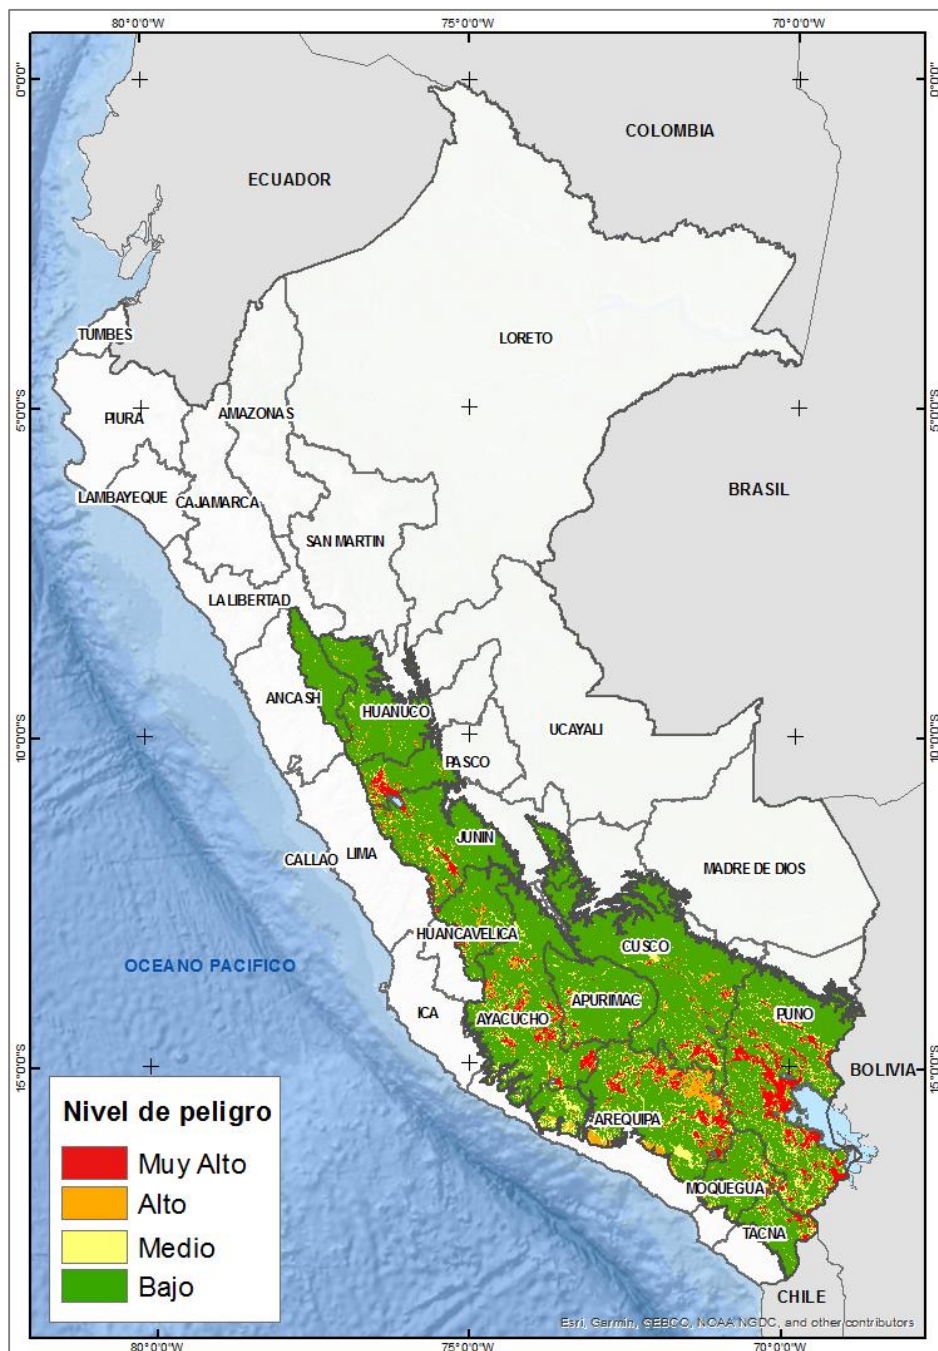 80°0'0"W 75°0'0"W 70°0'0"W
0°0'0" 0°0'0"
COLOMBIA
ECUADOR
TUMBES
LORETO
AMAZONAS
PIURA
5°0'0"S 5°0'0"S
BRASIL
LAMBAYEQUE
CAJAMARCA
SAN MARTIN
LA LIBERTAD
ANCASH
HUANUCO
UCAYALI
10°0'0"S 10°0'0"S
PASCO
JUNIN
LIMA
CALLAO
MADRE DE DIOS
HUANCAVELICA
CUSCO
OCEANO PACIFICO
APURIMAC
ICA
AYACUCHO
PUNO
15°0'0"S 15°0'0"S
BOLIVIA
AREQUIPA
MOQUEGUA
TACNA
CHILE
Nivel de peligro
Muy Alto
Alto
Medio
Bajo
Esri, Garmin, GEBCO, NOAA NGDC, and other contributors
80°0'0"W 75°0'0"W 70°0'0"W